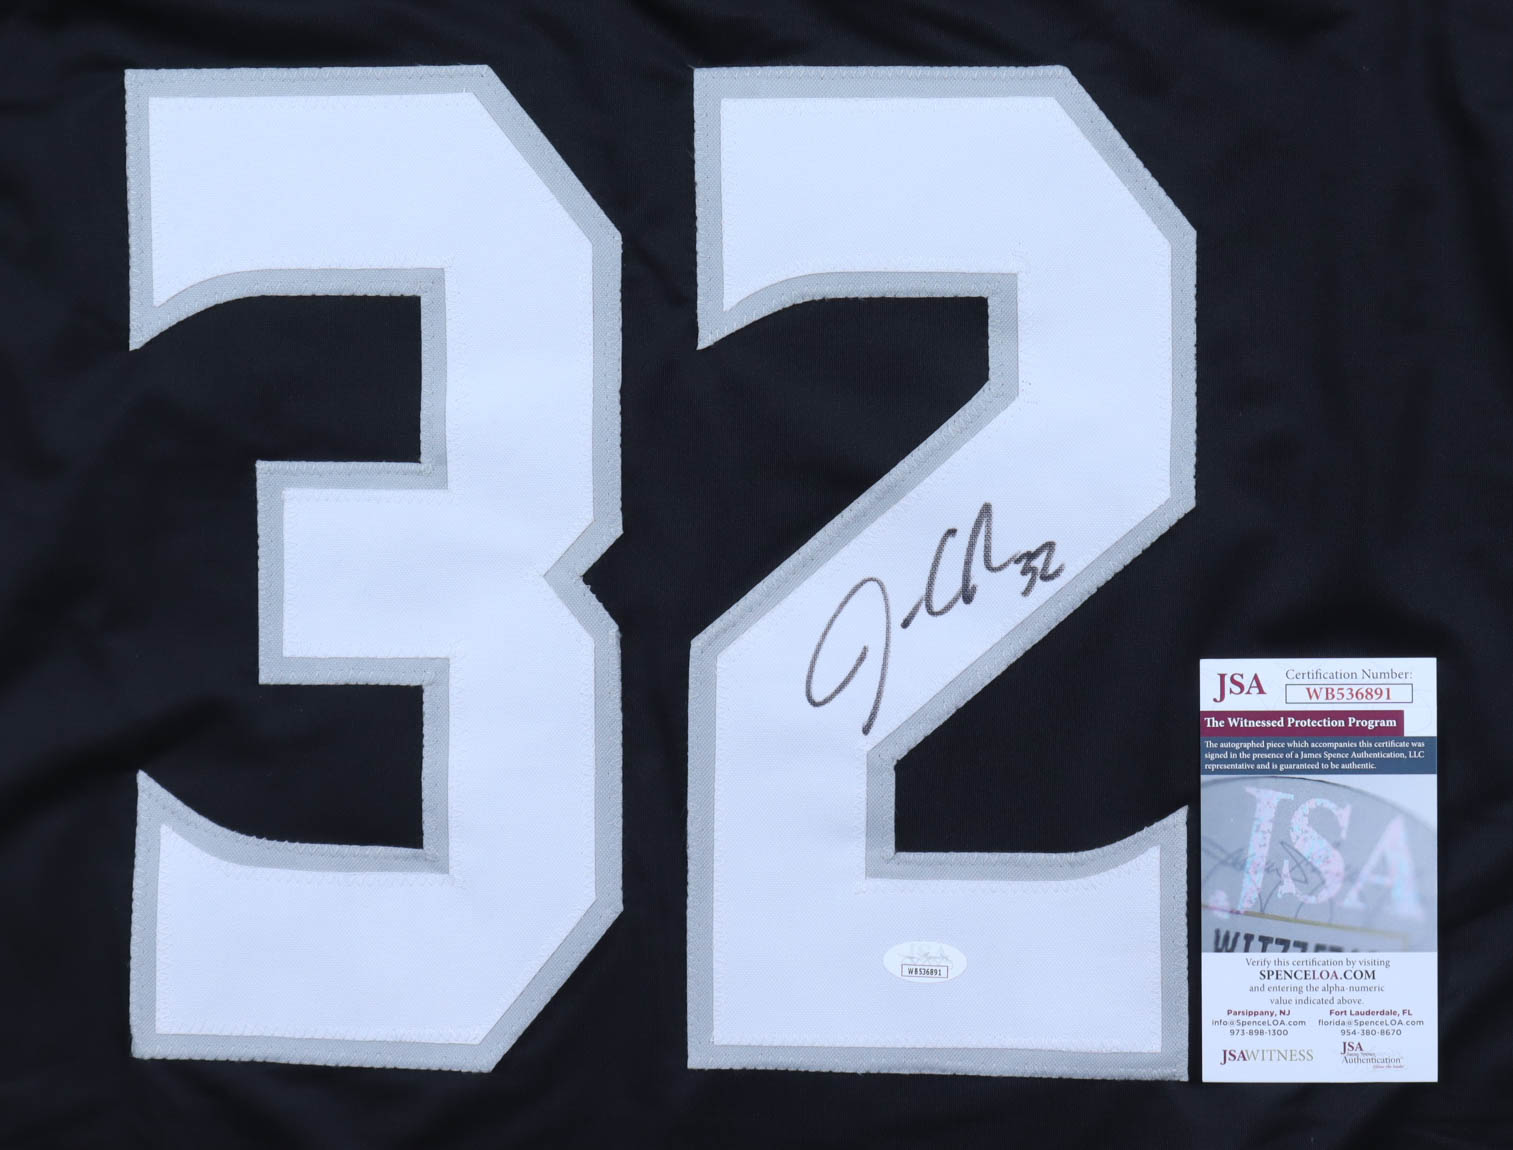 32
32
JSA
WB536891
JSA
Certification Number:
WB536891
The Witnessed Protection Program
The autographed piece which accompanies this certificate was
signed in the presence of a James Spence Authentication, LLC
representative and is guaranteed to be authentic.
JSA
Verify this certification by visiting
SPENCELOA.COM
and entering the alpha-numeric
value indicated above.
Parsippany, NJ Fort Lauderdale, FL
info@SpenceLOA.com florida@SpenceLOA.com
973-898-1300 954-380-8670
JSAWITNESS
JSA
James Spence
Authentication